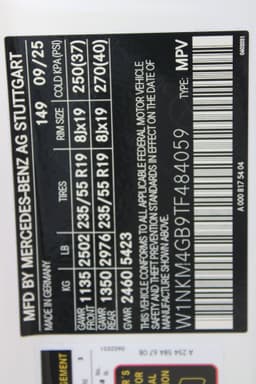 MFD BY MERCEDES-BENZ AG STUTTGART
MADE IN GERMANY 149 09/25
KG LB TIRES RIM SIZE COLD KPA (PSI)
GAWR FRONT 1135 2502 235/55 R19 8Jx19 250(37)
GAWR REAR 1350 2976 235/55 R19 8Jx19 270(40)
GVWR 2460 5423
THIS VEHICLE CONFORMS TO ALL APPLICABLE FEDERAL MOTOR VEHICLE
SAFETY AND THEFT PREVENTION STANDARDS IN EFFECT ON THE DATE OF
MANUFACTURE SHOWN ABOVE.
W1NKM4GB9TF484059 TYPE: MPV
A 000 817 54 04
0402051
A 254 584 67 08